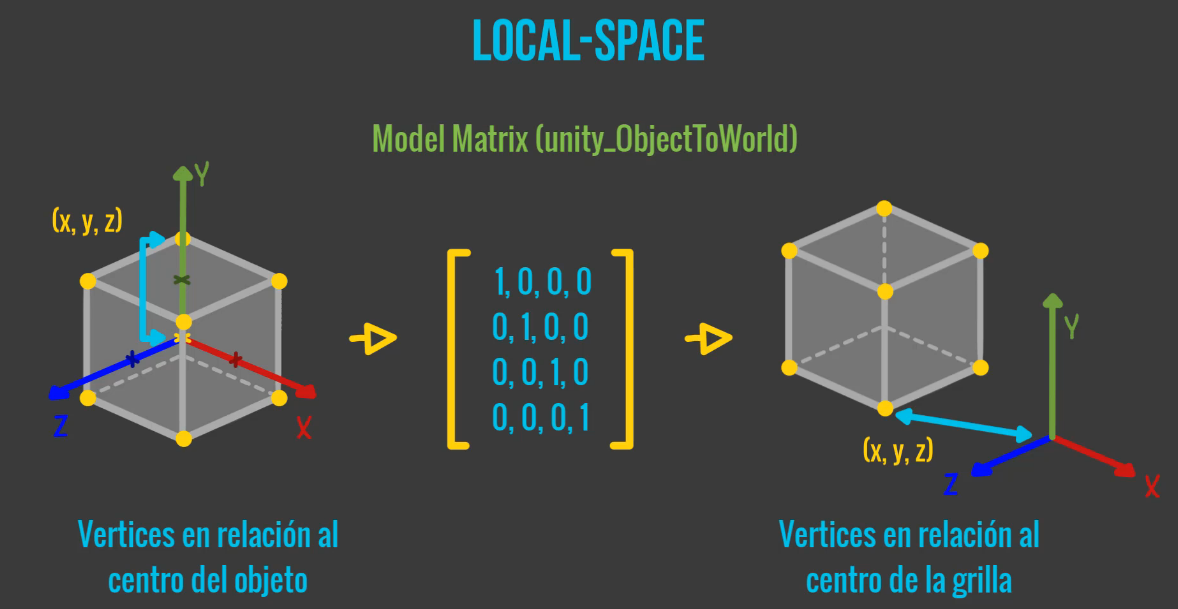 LOCAL-SPACE
Model Matrix (unity_ObjectToWorld)
Y
(x, y, z)
Z
X
1, 0, 0, 0
0, 1, 0, 0
0, 0, 1, 0
0, 0, 0, 1
Y
(x, y, z)
Z
X
Vertices en relación al
centro del objeto
Vertices en relación al
centro de la grilla